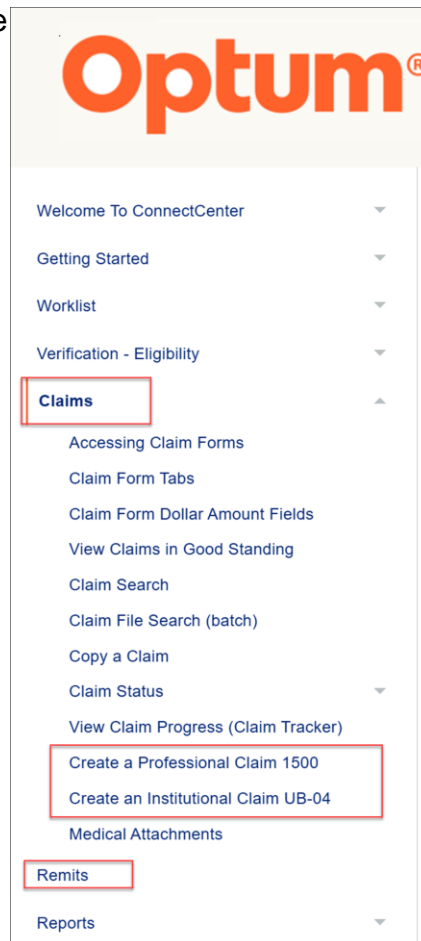 e
Optum®
Welcome To ConnectCenter
Getting Started
Worklist
Verification - Eligibility
Claims
Accessing Claim Forms
Claim Form Tabs
Claim Form Dollar Amount Fields
View Claims in Good Standing
Claim Search
Claim File Search (batch)
Copy a Claim
Claim Status
View Claim Progress (Claim Tracker)
Create a Professional Claim 1500
Create an Institutional Claim UB-04
Medical Attachments
Remits
Reports